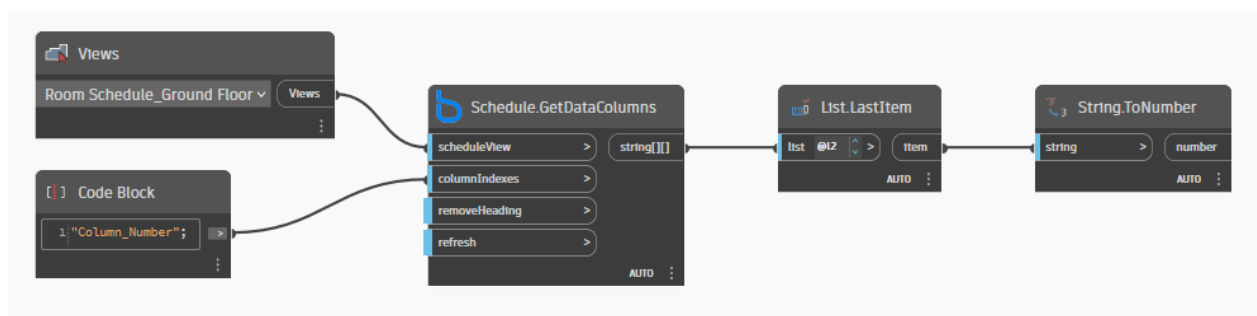 Views
Room Schedule_Ground Floor
Views
[ ] Code Block
1 "Column_Number";
>
Schedule.GetDataColumns
scheduleView >
string[][]
columnIndexes >
removeHeading >
refresh >
AUTO
List.LastItem
list @L2 >
item
AUTO
String.ToNumber
string >
number
AUTO